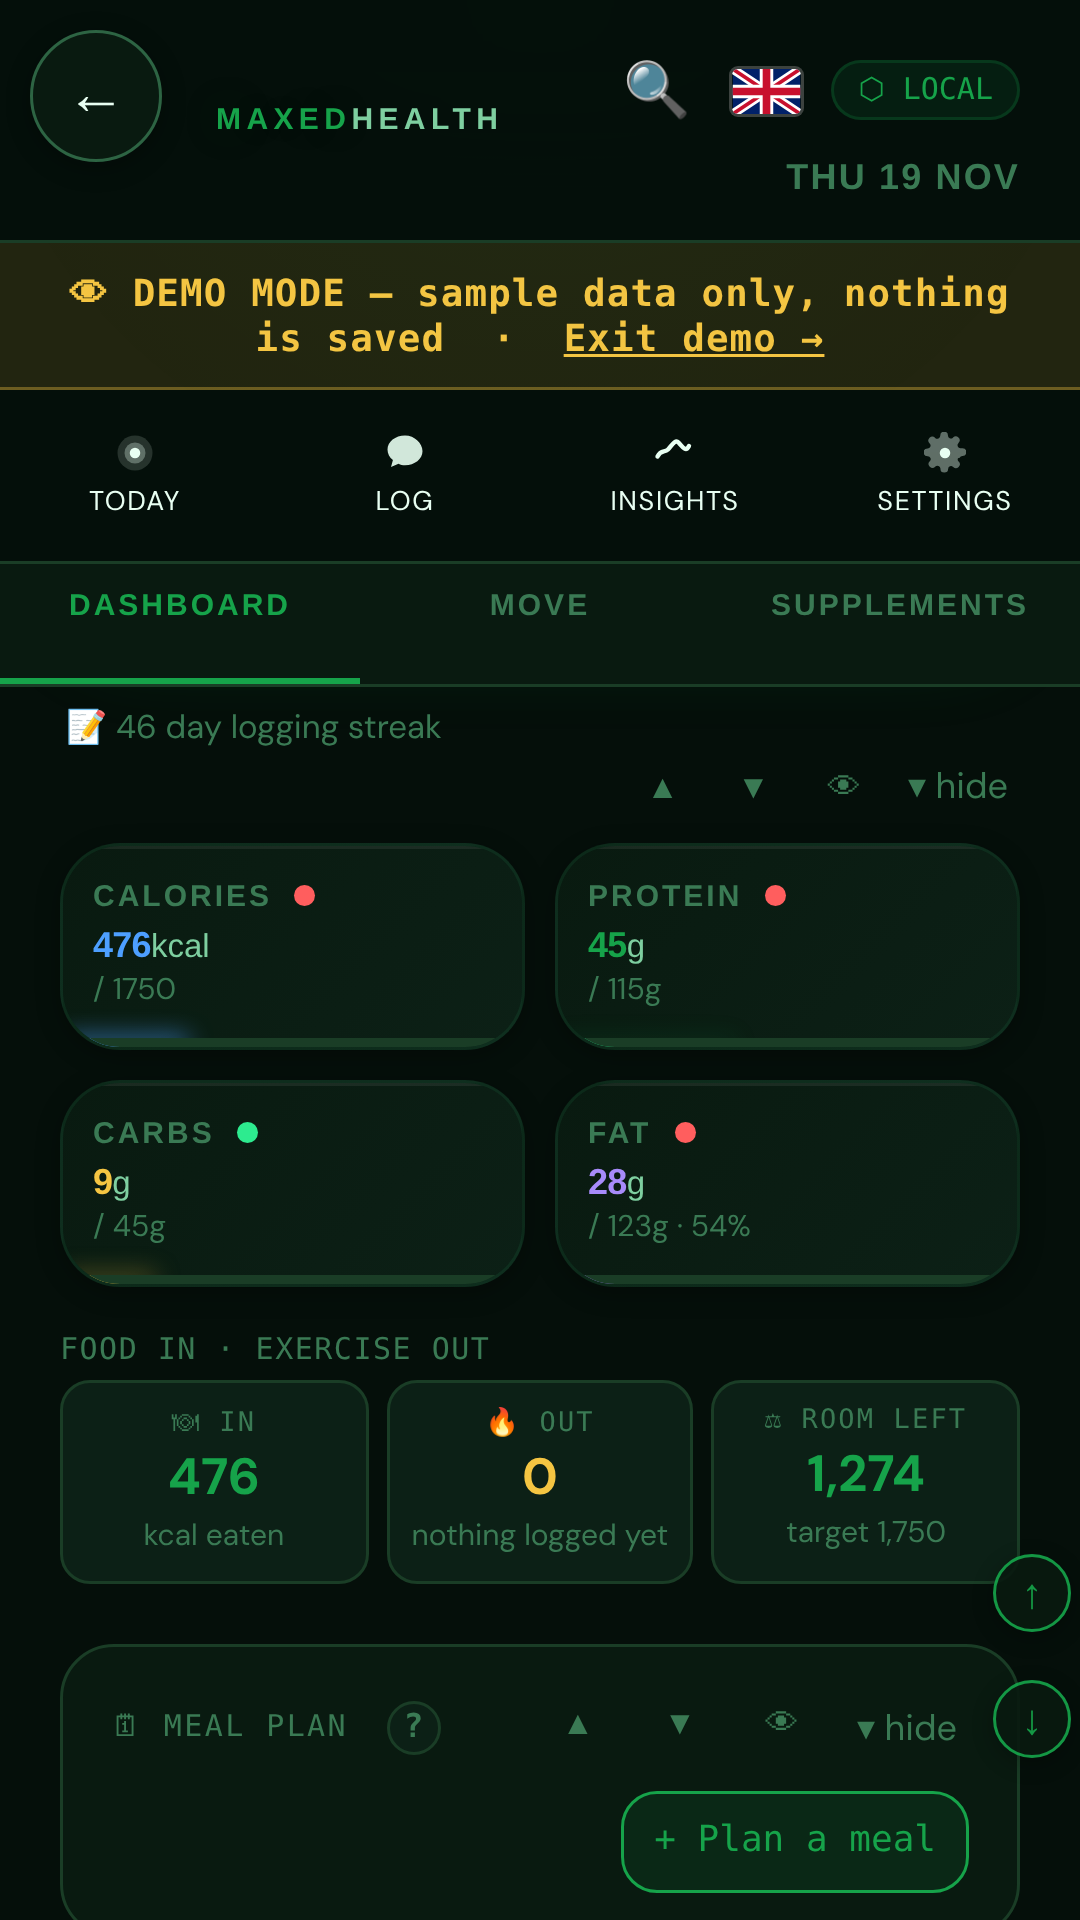 ←
MAXEDHEALTH
⬡ LOCAL
THU 19 NOV
👁 DEMO MODE — sample data only, nothing
is saved · Exit demo →
TODAY
LOG
INSIGHTS
SETTINGS
DASHBOARD
MOVE
SUPPLEMENTS
📝 46 day logging streak
▲ ▼ 👁 ▾ hide
CALORIES
476kcal
/ 1750
PROTEIN
45g
/ 115g
CARBS
9g
/ 45g
FAT
28g
/ 123g · 54%
FOOD IN · EXERCISE OUT
🍽 IN
476
kcal eaten
🔥 OUT
0
nothing logged yet
⚖ ROOM LEFT
1,274
target 1,750
↑
🗓 MEAL PLAN ? ▲ ▼ 👁 ▾ hide
↓
+ Plan a meal